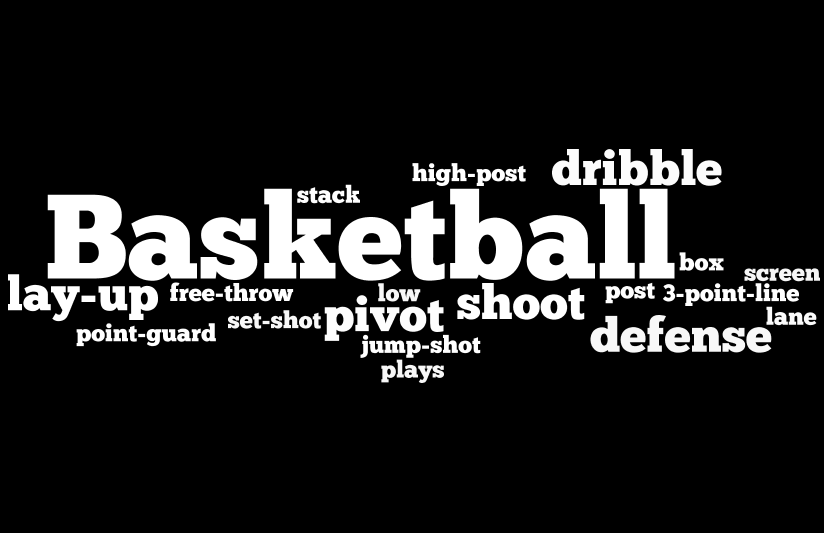 dribble
high-post
stack
Basketball
box
screen
lay-up
free-throw
low
shoot
post
3-point-line
pivot
set-shot
lane
point-guard
defense
jump-shot
plays